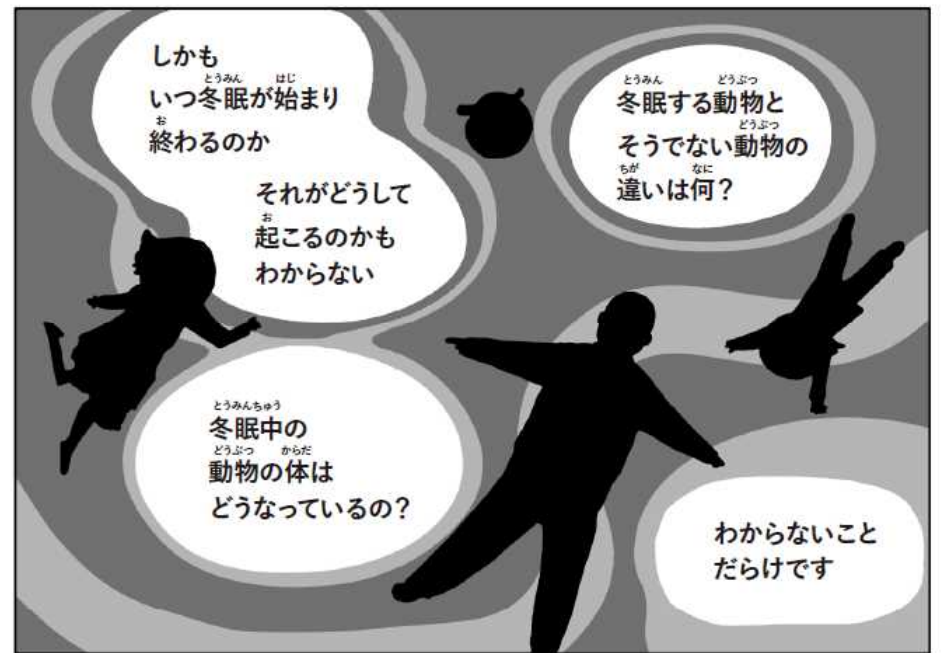 しかも
いつ冬眠が始まり
終わるのか
それがどうして
起こるのかも
わからない
冬眠する動物と
そうでない動物の
違いは何？
冬眠中の
動物の体は
どうなっているの？
わからないこと
だらけです